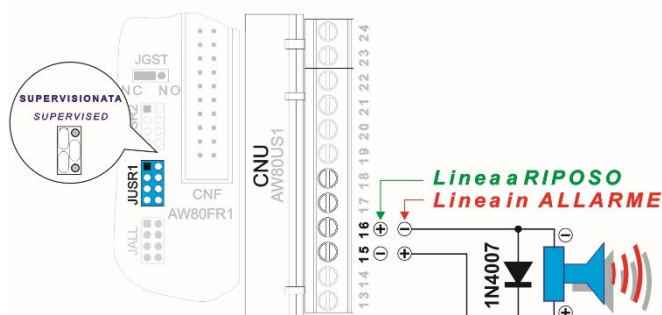 JGST
NC NO
SUPERVISIONATA
SUPERVISED
SR2
JUSR1
JALL
CNF
AW80FR1
CNU
AW80US1
24
23
22
21
20
19
18
17
16
15
14
13
Linea a RIPOSO
Linea in ALLARME
+ −
− +
1N4007
−
+